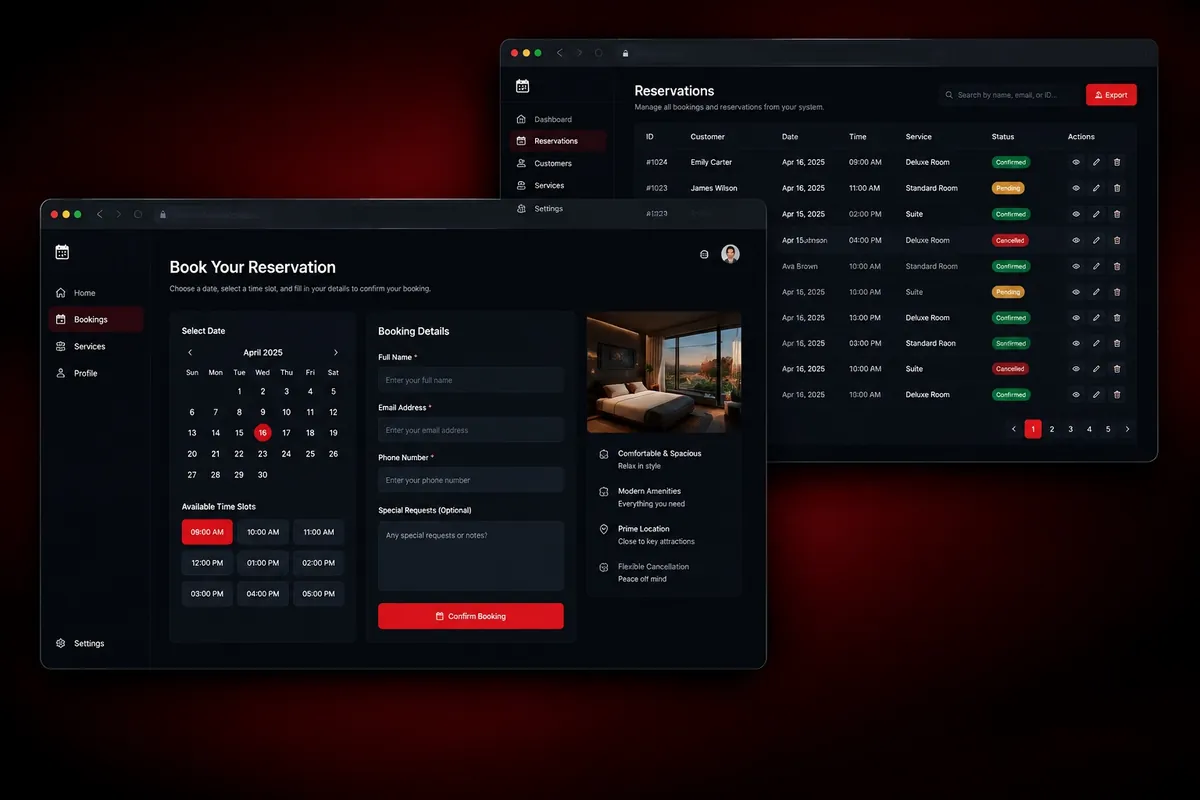 Reservations
Manage all bookings and reservations from your system.
Search by name, email, or ID...
Export
Dashboard
Reservations
Customers
Services
Settings
ID Customer Date Time Service Status Actions
#1024 Emily Carter Apr 16, 2025 09:00 AM Deluxe Room Confirmed
#1023 James Wilson Apr 16, 2025 11:00 AM Standard Room Pending
Apr 15, 2025 02:00 PM Suite Confirmed
04:00 PM Deluxe Room Cancelled
Ava Brown 10:00 AM Standard Room Confirmed
Apr 16, 2025 10:00 AM Suite Pending
Apr 16, 2025 13:00 PM Deluxe Room Confirmed
Apr 16, 2025 03:00 PM Standard Raon Sonfirmed
Apr 16, 2025 10:00 AM Suite Cancelled
Apr 16, 2025 10:00 AM Deluxe Room Confirmed
1 2 3 4 5
Home
Bookings
Services
Profile
Settings
Book Your Reservation
Choose a date, select a time slot, and fill in your details to confirm your booking.
Select Date
April 2025
Sun Mon Tue Wed Thu Fri Sat
1 2 3 4 5
6 7 8 9 10 11 12
13 14 15 16 17 18 19
20 21 22 23 24 25 26
27 28 29 30
Available Time Slots
09:00 AM 10:00 AM 11:00 AM
12:00 PM 01:00 PM 02:00 PM
03:00 PM 04:00 PM 05:00 PM
Booking Details
Full Name *
Enter your full name
Email Address *
Enter your email address
Phone Number *
Enter your phone number
Special Requests (Optional)
Any special requests or notes?
Confirm Booking
Comfortable & Spacious
Relax in style
Modern Amenities
Everything you need
Prime Location
Close to key attractions
Flexible Cancellation
Peace off mind